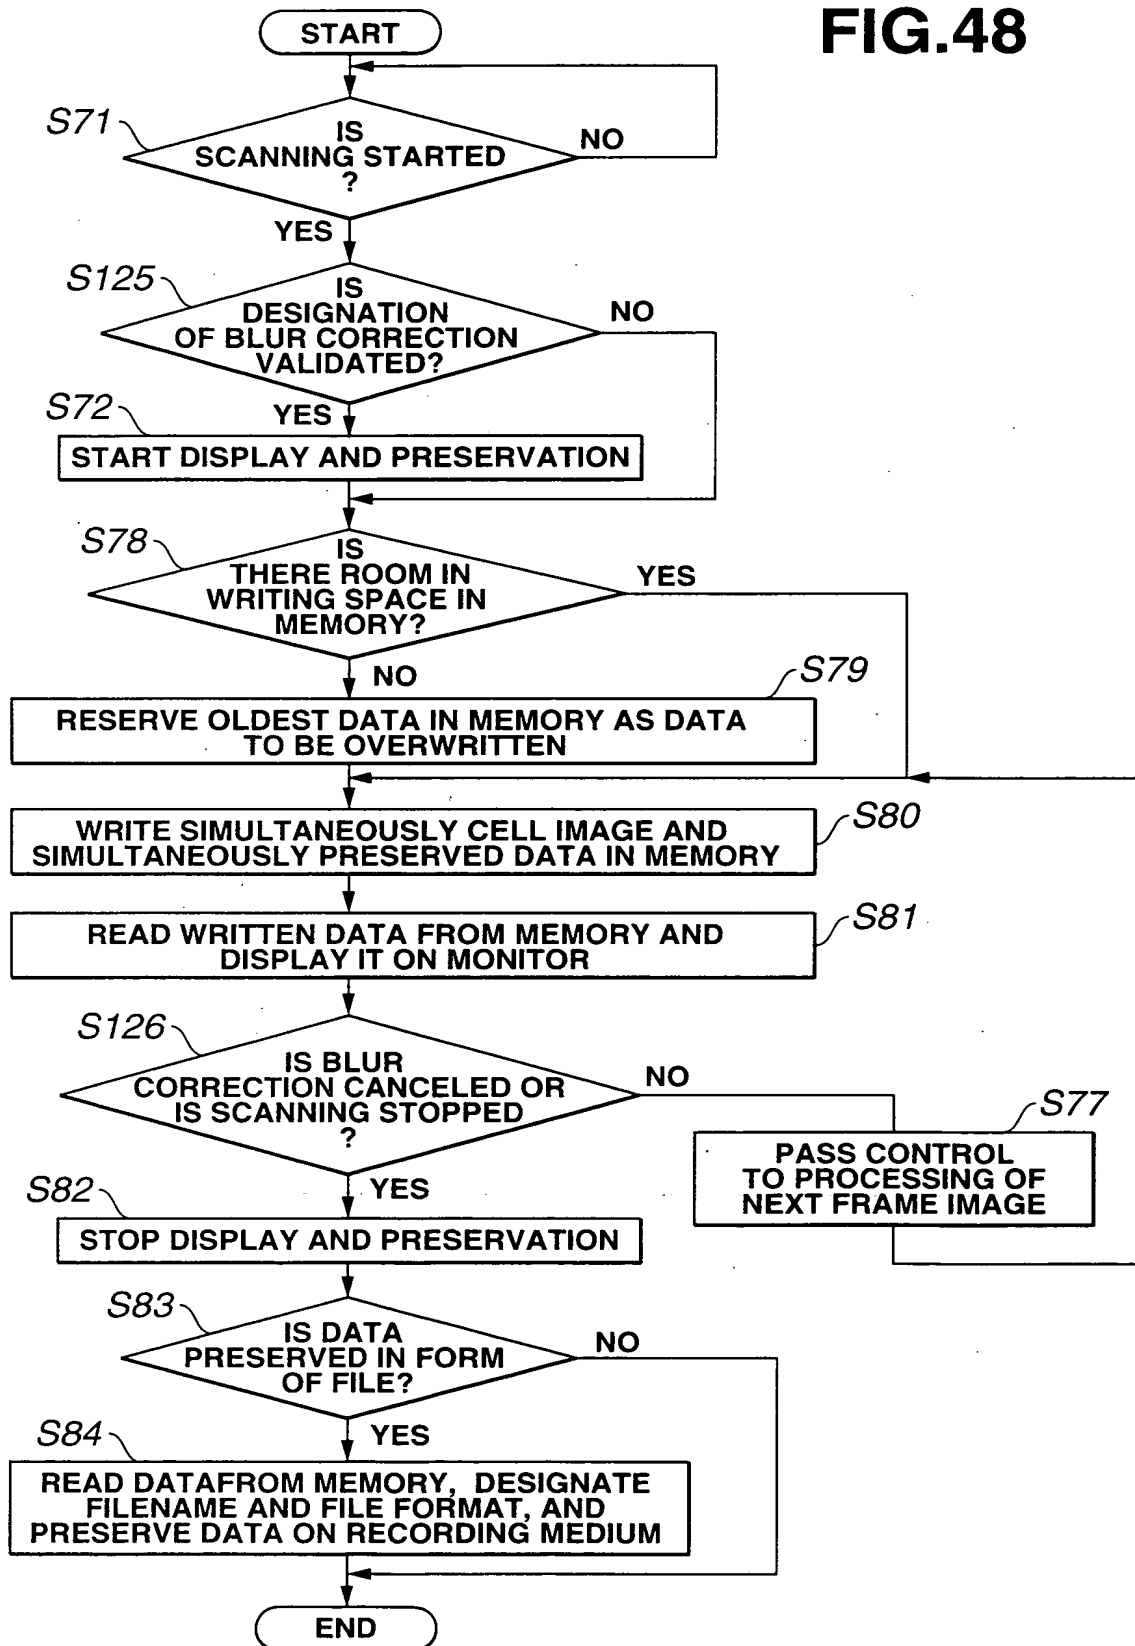 FIG.48
START
S71
IS
SCANNING STARTED
?
NO
YES
S125
IS
DESIGNATION
OF BLUR CORRECTION
VALIDATED?
NO
YES
S72
START DISPLAY AND PRESERVATION
S78
IS
THERE ROOM IN
WRITING SPACE IN
MEMORY?
YES
NO
S79
RESERVE OLDEST DATA IN MEMORY AS DATA
TO BE OVERWRITTEN
S80
WRITE SIMULTANEOUSLY CELL IMAGE AND
SIMULTANEOUSLY PRESERVED DATA IN MEMORY
S81
READ WRITTEN DATA FROM MEMORY AND
DISPLAY IT ON MONITOR
S126
IS BLUR
CORRECTION CANCELED OR
IS SCANNING STOPPED
?
NO
S77
PASS CONTROL
TO PROCESSING OF
NEXT FRAME IMAGE
YES
S82
STOP DISPLAY AND PRESERVATION
S83
IS DATA
PRESERVED IN FORM
OF FILE?
NO
YES
S84
READ DATAFROM MEMORY, DESIGNATE
FILENAME AND FILE FORMAT, AND
PRESERVE DATA ON RECORDING MEDIUM
END